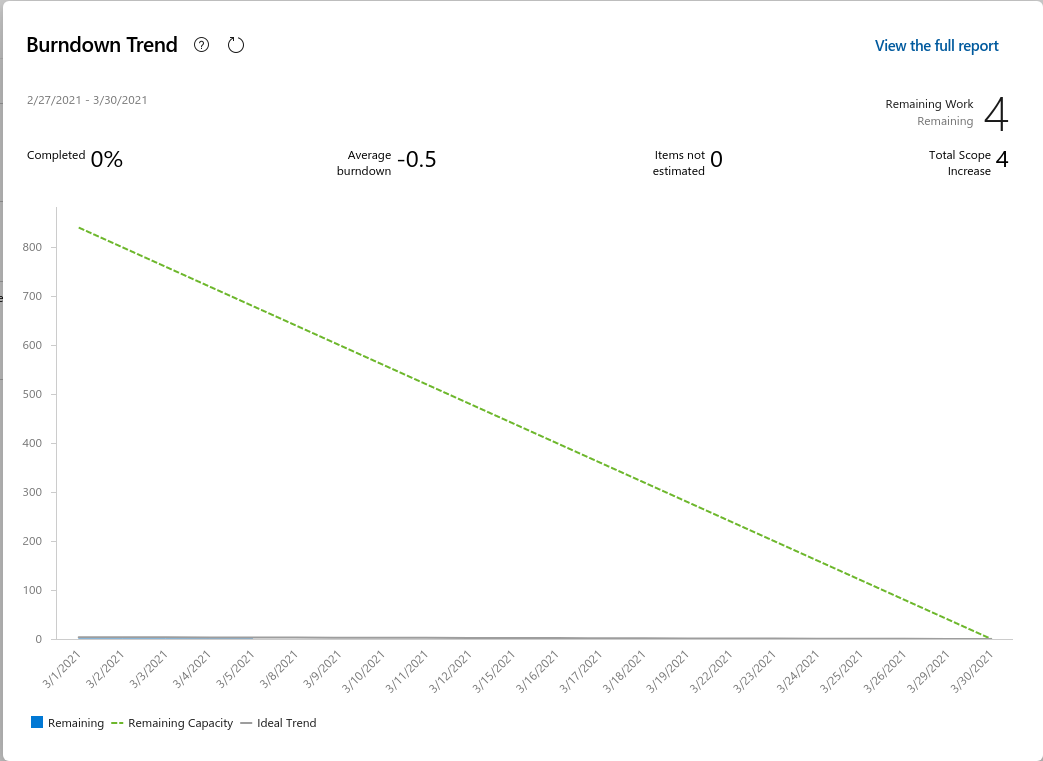 Burndown Trend
View the full report
2/27/2021 - 3/30/2021
Remaining Work
Remaining
4
Completed 0%
Average
burndown
-0.5
Items not
estimated
0
Total Scope
Increase
4
800
700
600
500
400
300
200
100
0
3/1/2021
3/2/2021
3/3/2021
3/4/2021
3/5/2021
3/8/2021
3/9/2021
3/10/2021
3/11/2021
3/12/2021
3/15/2021
3/16/2021
3/17/2021
3/18/2021
3/19/2021
3/22/2021
3/23/2021
3/24/2021
3/25/2021
3/26/2021
3/29/2021
3/30/2021
Remaining
Remaining Capacity
Ideal Trend